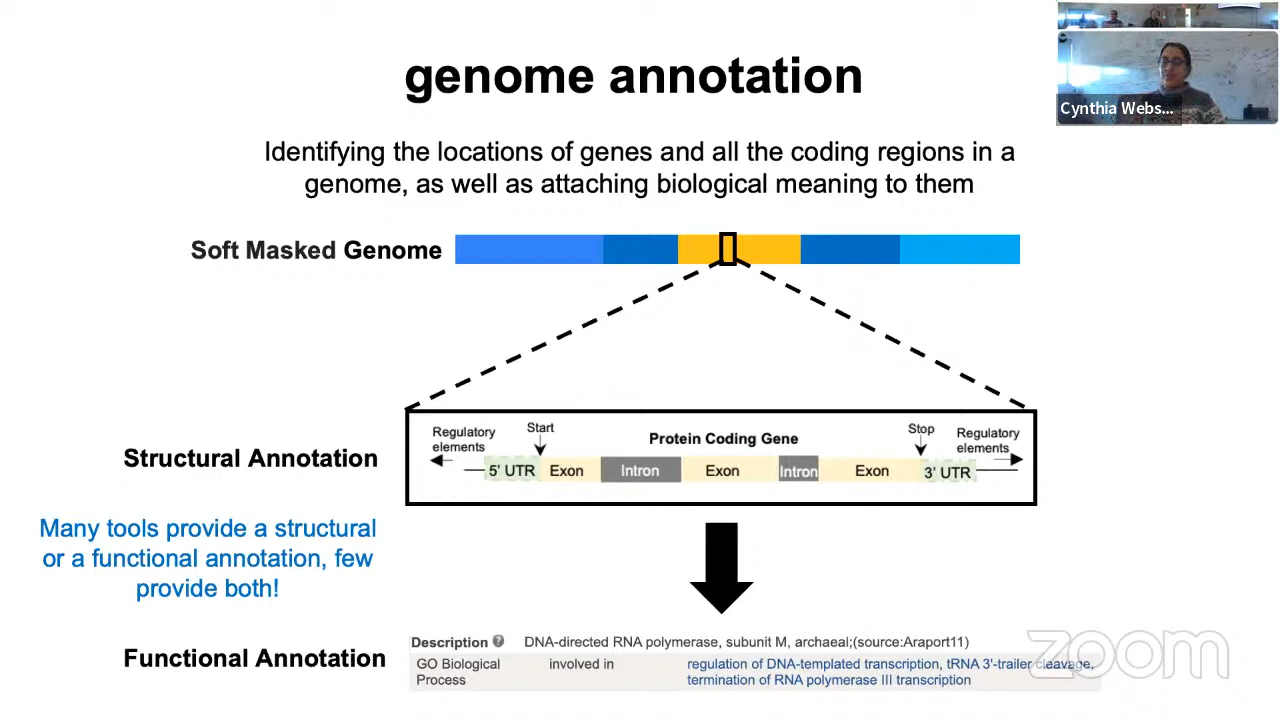 genome annotation
Cynthia Webs...
Identifying the locations of genes and all the coding regions in a
genome, as well as attaching biological meaning to them
Soft Masked Genome
Structural Annotation
Regulatory
elements
Start
Protein Coding Gene
Stop
Regulatory
elements
5' UTR
Exon
Intron
Exon
Intron
Exon
3' UTR
Many tools provide a structural
or a functional annotation, few
provide both!
Functional Annotation
Description ? DNA-directed RNA polymerase, subunit M, archaeal;(source:Araport11)
GO Biological
Process
involved in
regulation of DNA-templated transcription, tRNA 3'-trailer cleavage,
termination of RNA polymerase III transcription
zoom